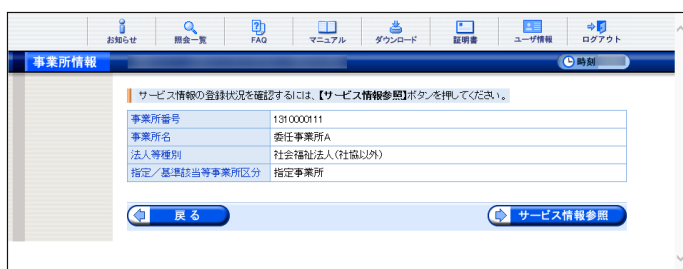 お知らせ 照会一覧 FAQ マニュアル ダウンロード 証明書 ユーザ情報 ログアウト
事業所情報 時刻
サービス情報の登録状況を確認するには、【サービス情報参照】ボタンを押してください。
事業所番号 1310000111
事業所名 委任事業所A
法人等種別 社会福祉法人(社協以外)
指定／基準該当等事業所区分 指定事業所
戻る サービス情報参照